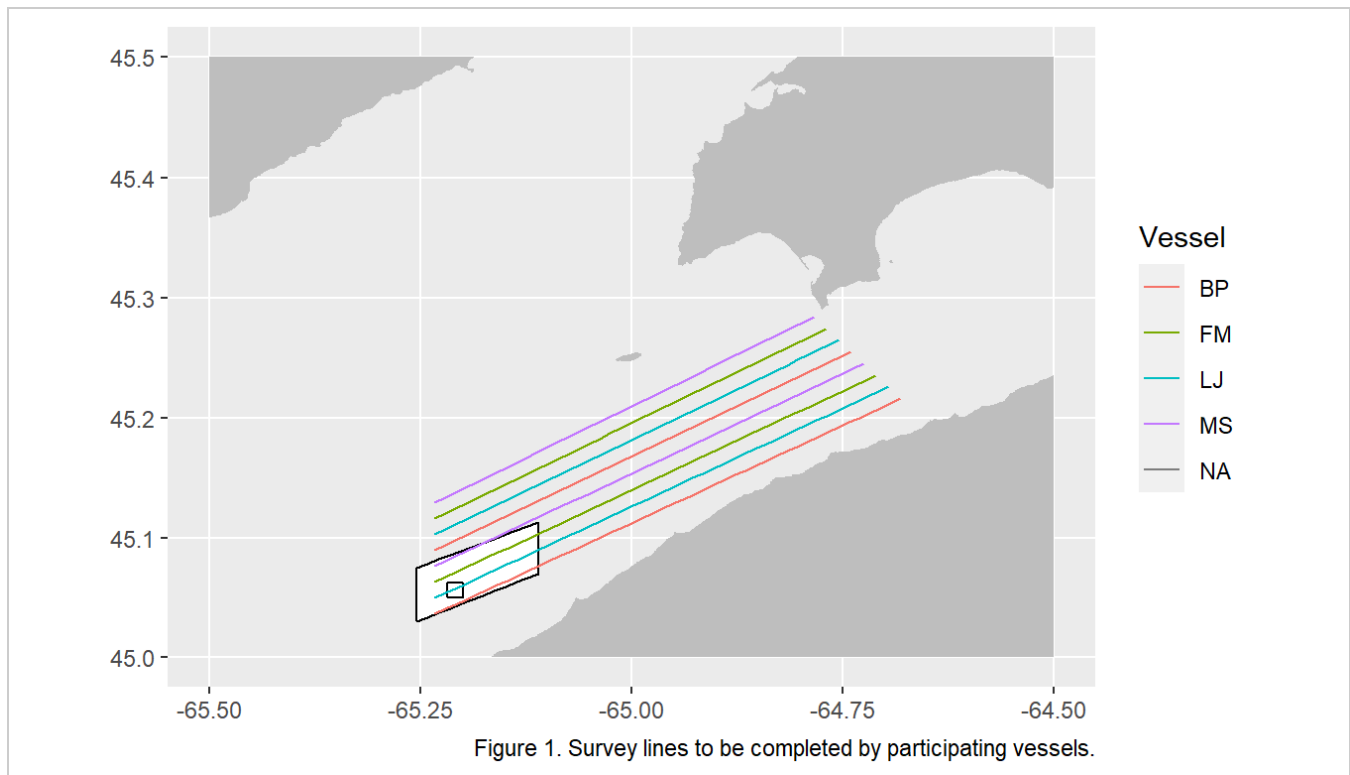 45.5
45.4
45.3
45.2
45.1
45.0
-65.50
-65.25
-65.00
-64.75
-64.50
Vessel
BP
FM
LJ
MS
NA
Figure 1. Survey lines to be completed by participating vessels.